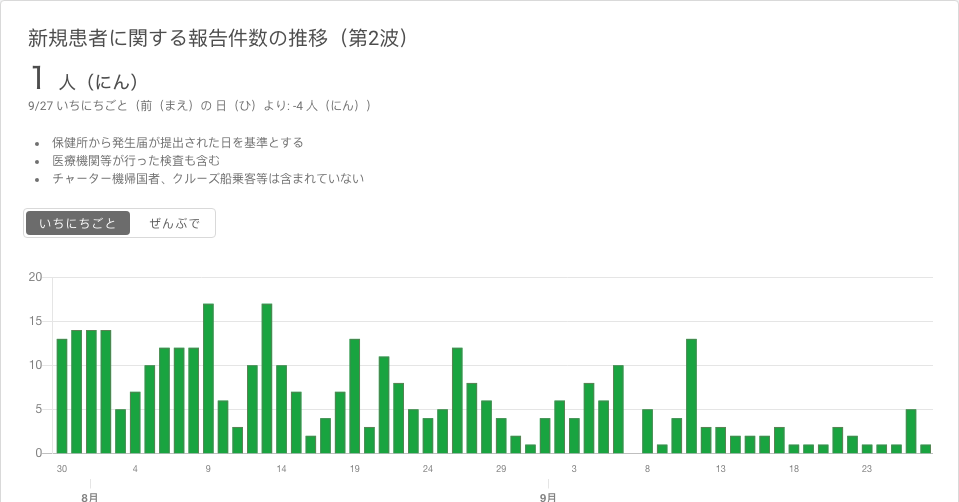 新規患者に関する報告件数の推移（第2波）
1 人（にん）
9/27 いちにちごと（前（まえ）の 日（ひ）より: -4 人（にん））
保健所から発生届が提出された日を基準とする
医療機関等が行った検査も含む
チャーター機帰国者、クルーズ船乗客等は含まれていない
いちにちごと ぜんぶで
20
15
10
5
0
30 4 9 14 19 24 29 3 8 13 18 23
8月 9月